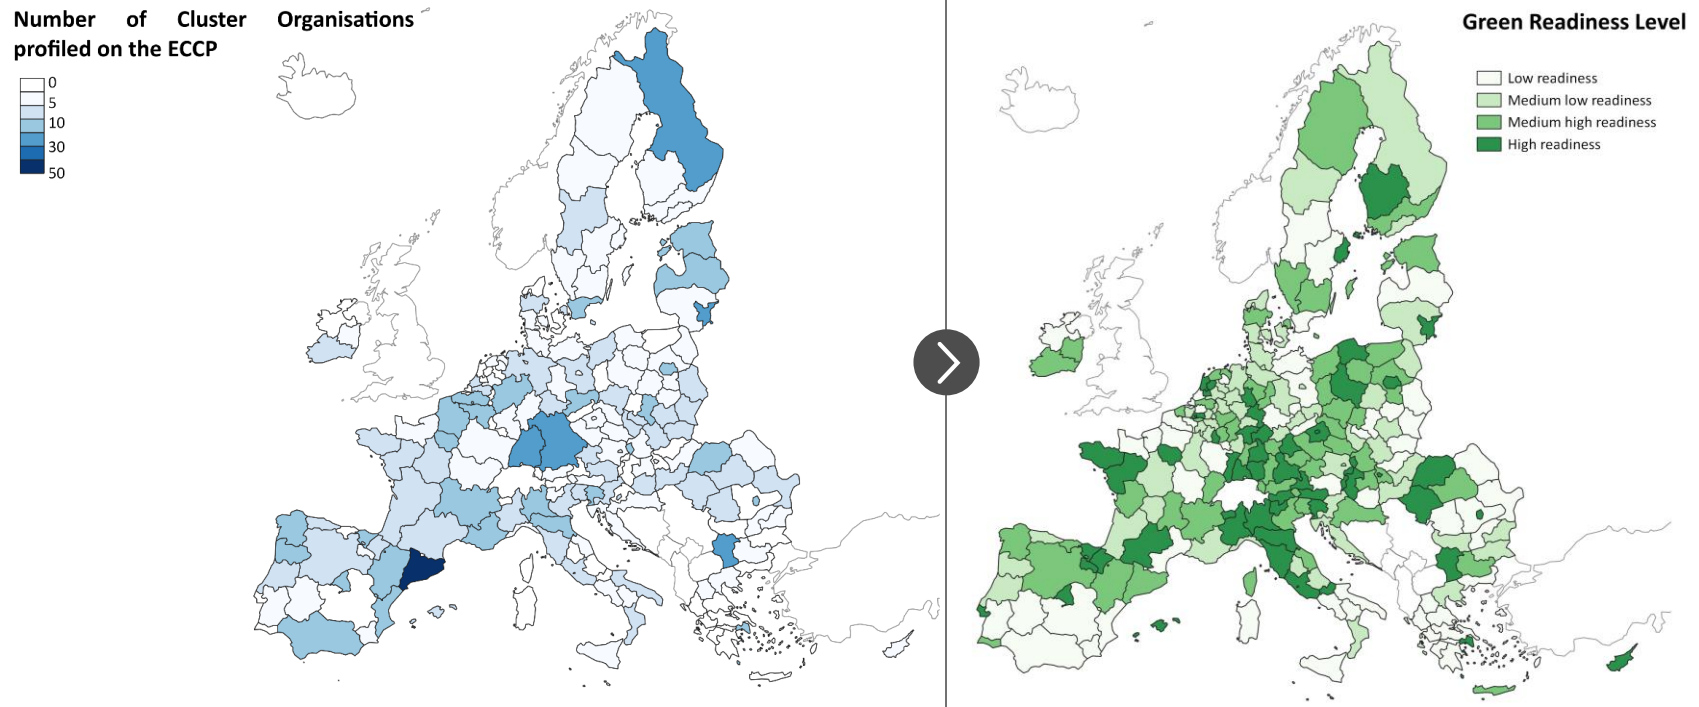 Number of Cluster Organisations
profiled on the ECCP
0
5
10
30
50
Green Readiness Level
Low readiness
Medium low readiness
Medium high readiness
High readiness